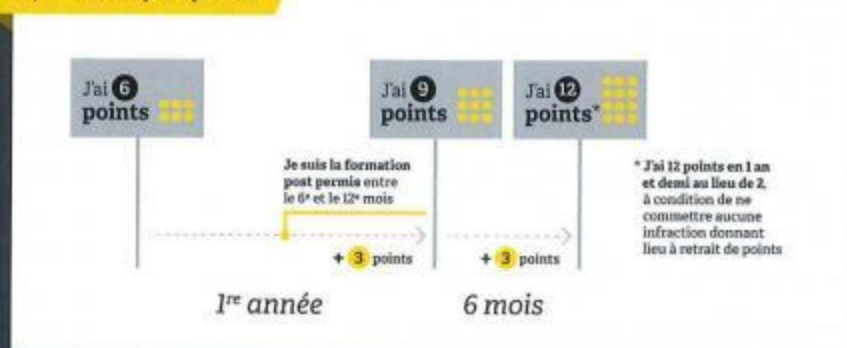 J'ai 6
points
J'ai 9
points
J'ai 12
points*
Je suis la formation
post permis entre
le 6ᵉ et le 12ᵉ mois
* J'ai 12 points en 1 an
et demi au lieu de 2,
à condition de ne
commettre aucune
infraction donnant
lieu à retrait de points
+ 3 points
+ 3 points
1ʳᵉ année
6 mois